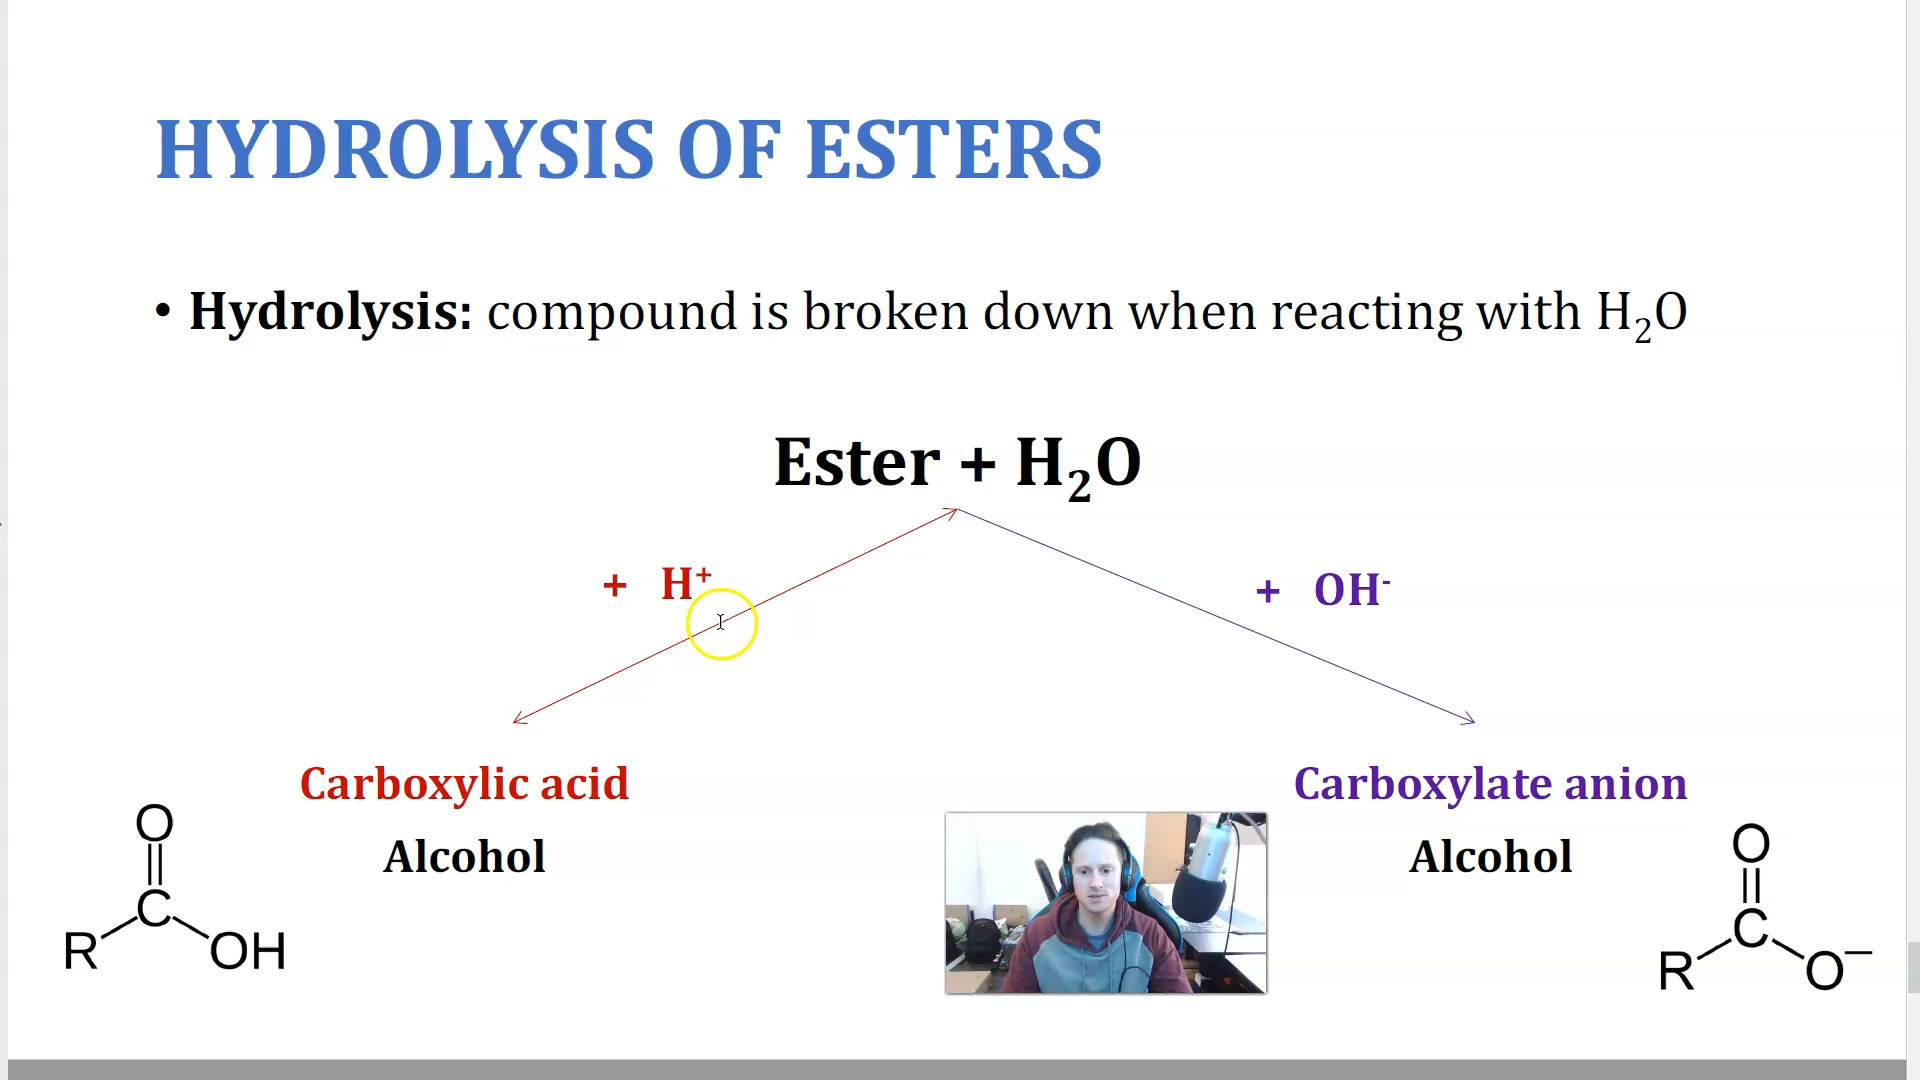 HYDROLYSIS OF ESTERS
• Hydrolysis: compound is broken down when reacting with H₂O
Ester + H₂O
+ H⁺
+ OH⁻
Carboxylic acid
Alcohol
Carboxylate anion
Alcohol
O
C
R
OH
O
C
R
O⁻